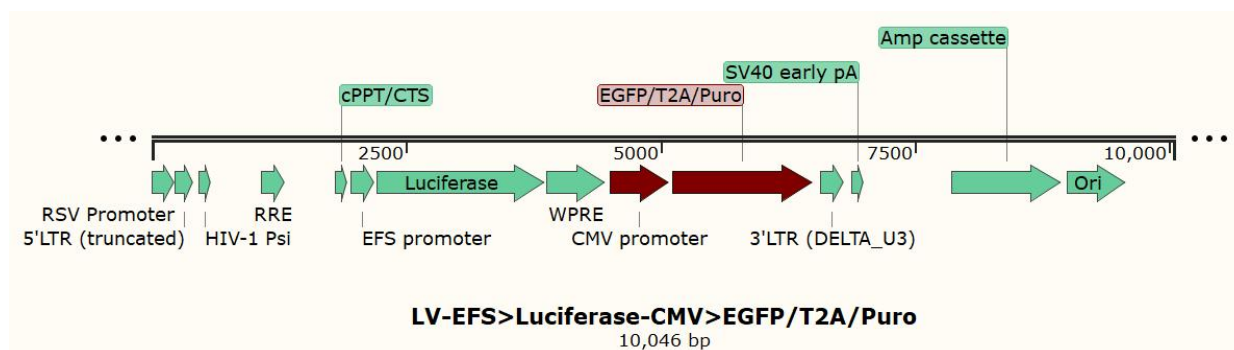 Amp cassette
SV40 early pA
cPPT/CTS EGFP/T2A/Puro
2500 5000 7500 10,000
Luciferase Ori
RSV Promoter RRE WPRE
5'LTR (truncated) HIV-1 Psi EFS promoter CMV promoter 3'LTR (DELTA_U3)
LV-EFS>Luciferase-CMV>EGFP/T2A/Puro
10,046 bp